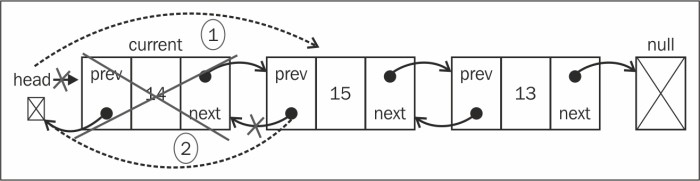 current
1
null
head
prev
14
next
prev
15
next
prev
13
next
2